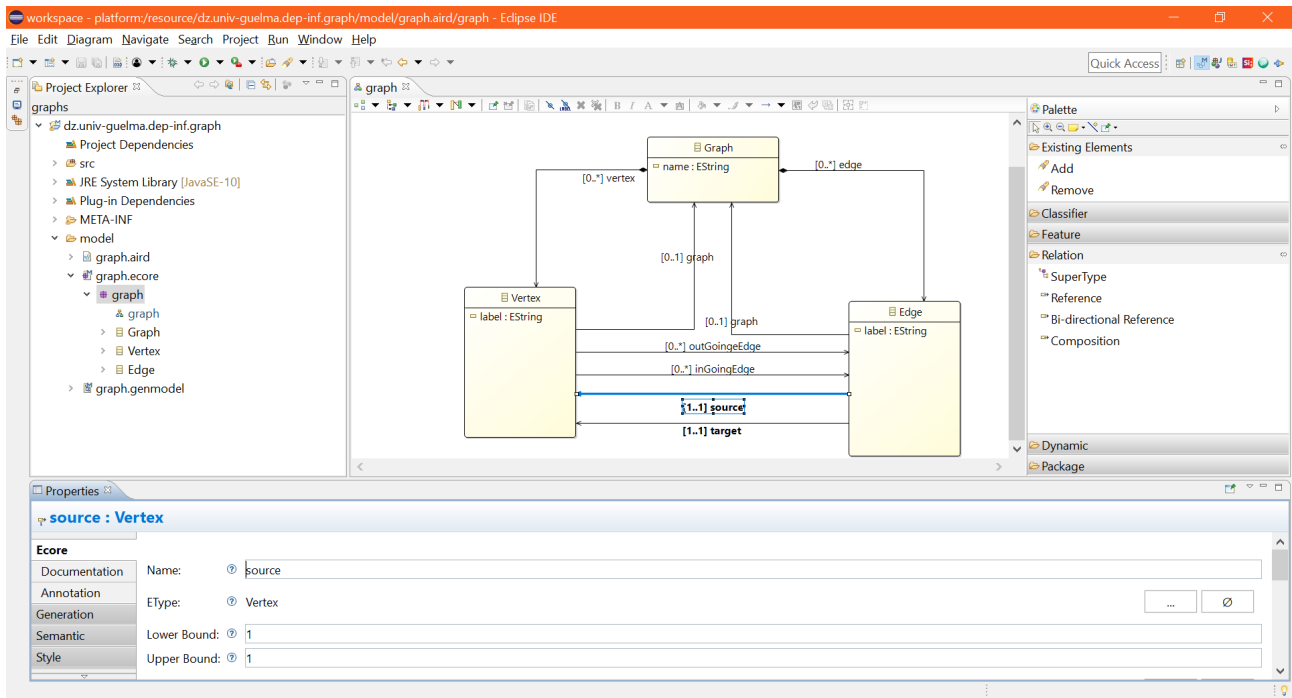 workspace - platform:/resource/dz.univ-guelma.dep-inf.graph/model/graph.aird/graph - Eclipse IDE
File Edit Diagram Navigate Search Project Run Window Help
Quick Access
Project Explorer
graphs
dz.univ-guelma.dep-inf.graph
Project Dependencies
src
JRE System Library [JavaSE-10]
Plug-in Dependencies
META-INF
model
graph.aird
graph.ecore
graph
graph
Graph
Vertex
Edge
graph.genmodel
graph
B I A
Graph
name : EString
[0..*] vertex
[0..*] edge
[0..1] graph
[0..1] graph
Vertex
label : EString
Edge
label : EString
[0..*] outGoingeEdge
[0..*] inGoingEdge
[1..1] source
[1..1] target
Palette
Existing Elements
Add
Remove
Classifier
Feature
Relation
SuperType
Reference
Bi-directional Reference
Composition
Dynamic
Package
Properties
source : Vertex
Ecore
Documentation
Annotation
Generation
Semantic
Style
Name: source
EType: Vertex
...
Ø
Lower Bound: 1
Upper Bound: 1